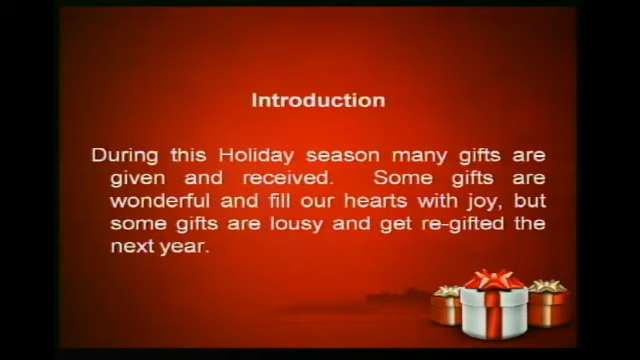 Introduction
During this Holiday season many gifts are
given and received. Some gifts are
wonderful and fill our hearts with joy, but
some gifts are lousy and get re-gifted the
next year.